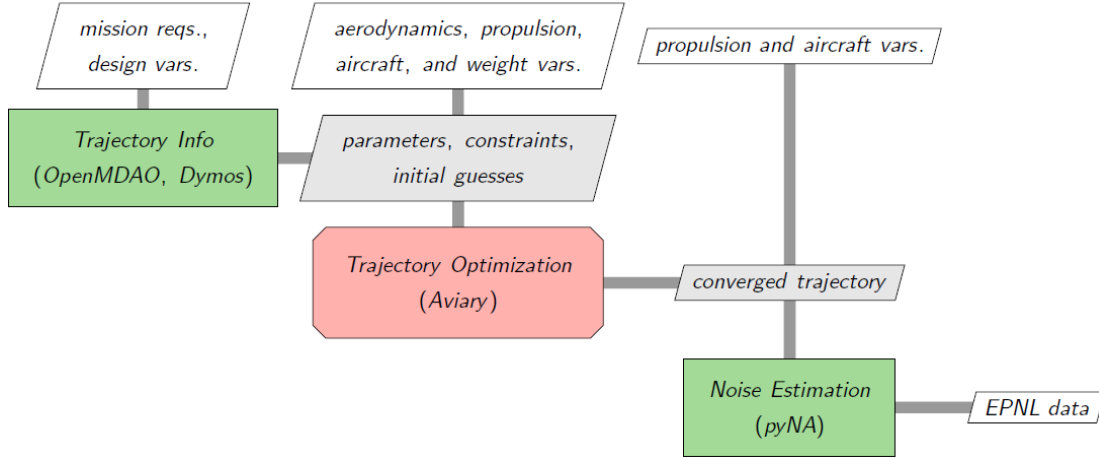 mission reqs.,
design vars.
aerodynamics, propulsion,
aircraft, and weight vars.
propulsion and aircraft vars.
Trajectory Info
(OpenMDAO, Dymos)
parameters, constraints,
initial guesses
Trajectory Optimization
(Aviary)
converged trajectory
Noise Estimation
(pyNA)
EPNL data